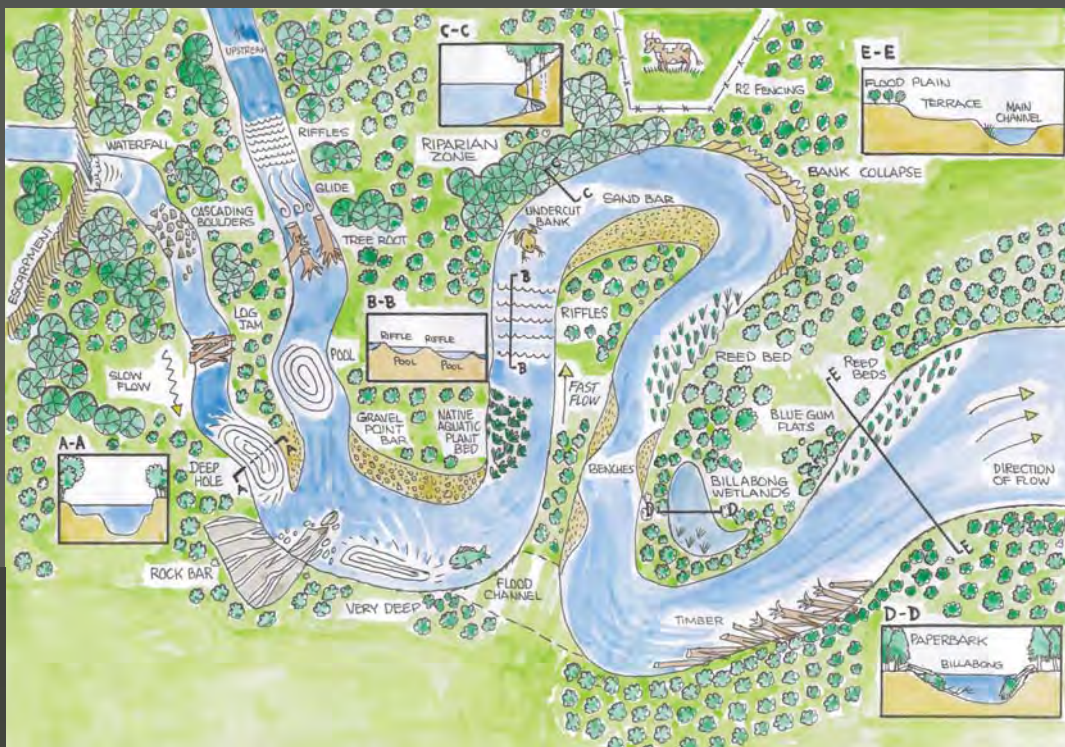 UPSTREAM
C-C
R2 FENCING
E-E
FLOOD PLAIN
TERRACE
MAIN
CHANNEL
WATERFALL
RIFFLES
RIPARIAN
ZONE
BANK COLLAPSE
GLIDE
C
C
SAND BAR
UNDERCUT
BANK
CASCADING
BOULDERS
TREE ROOT
ESCARPMENT
LOG
JAM
B-B
RIFFLE RIFFLE
POOL POOL
B
B
RIFFLES
SLOW
FLOW
POOL
FAST
FLOW
REED BED
REED
BEDS
E
E
GRAVEL
POINT
BAR
NATIVE
AQUATIC
PLANT
BED
BLUE GUM
FLATS
A-A
DEEP
HOLE
A
A
BENCHES
BILLABONG
WETLANDS
D
D
DIRECTION
OF FLOW
ROCK BAR
VERY DEEP
FLOOD
CHANNEL
TIMBER
D-D
PAPERBARK
BILLABONG